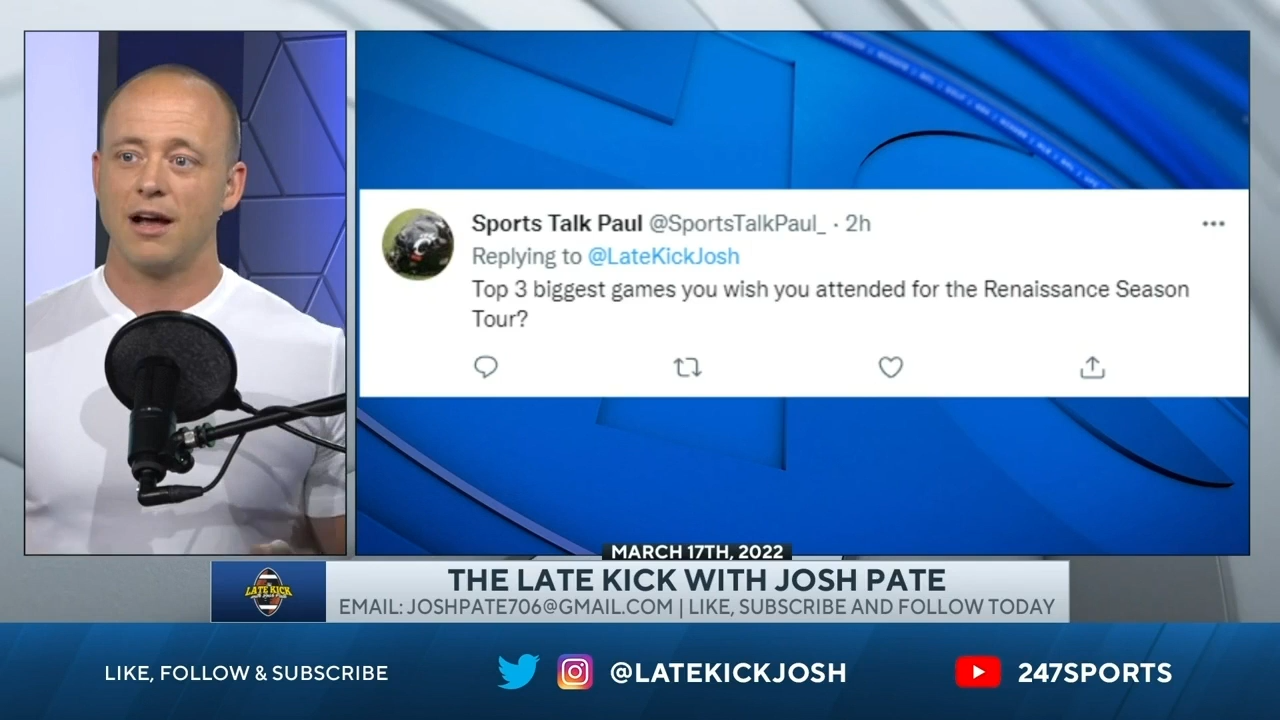 Sports Talk Paul @SportsTalkPaul_ · 2h
Replying to @LateKickJosh
Top 3 biggest games you wish you attended for the Renaissance Season
Tour?
MARCH 17TH, 2022
THE LATE KICK WITH JOSH PATE
LATE KICK
EMAIL: JOSHPATE706@GMAIL.COM | LIKE, SUBSCRIBE AND FOLLOW TODAY
LIKE, FOLLOW & SUBSCRIBE
@LATEKICKJOSH
247SPORTS